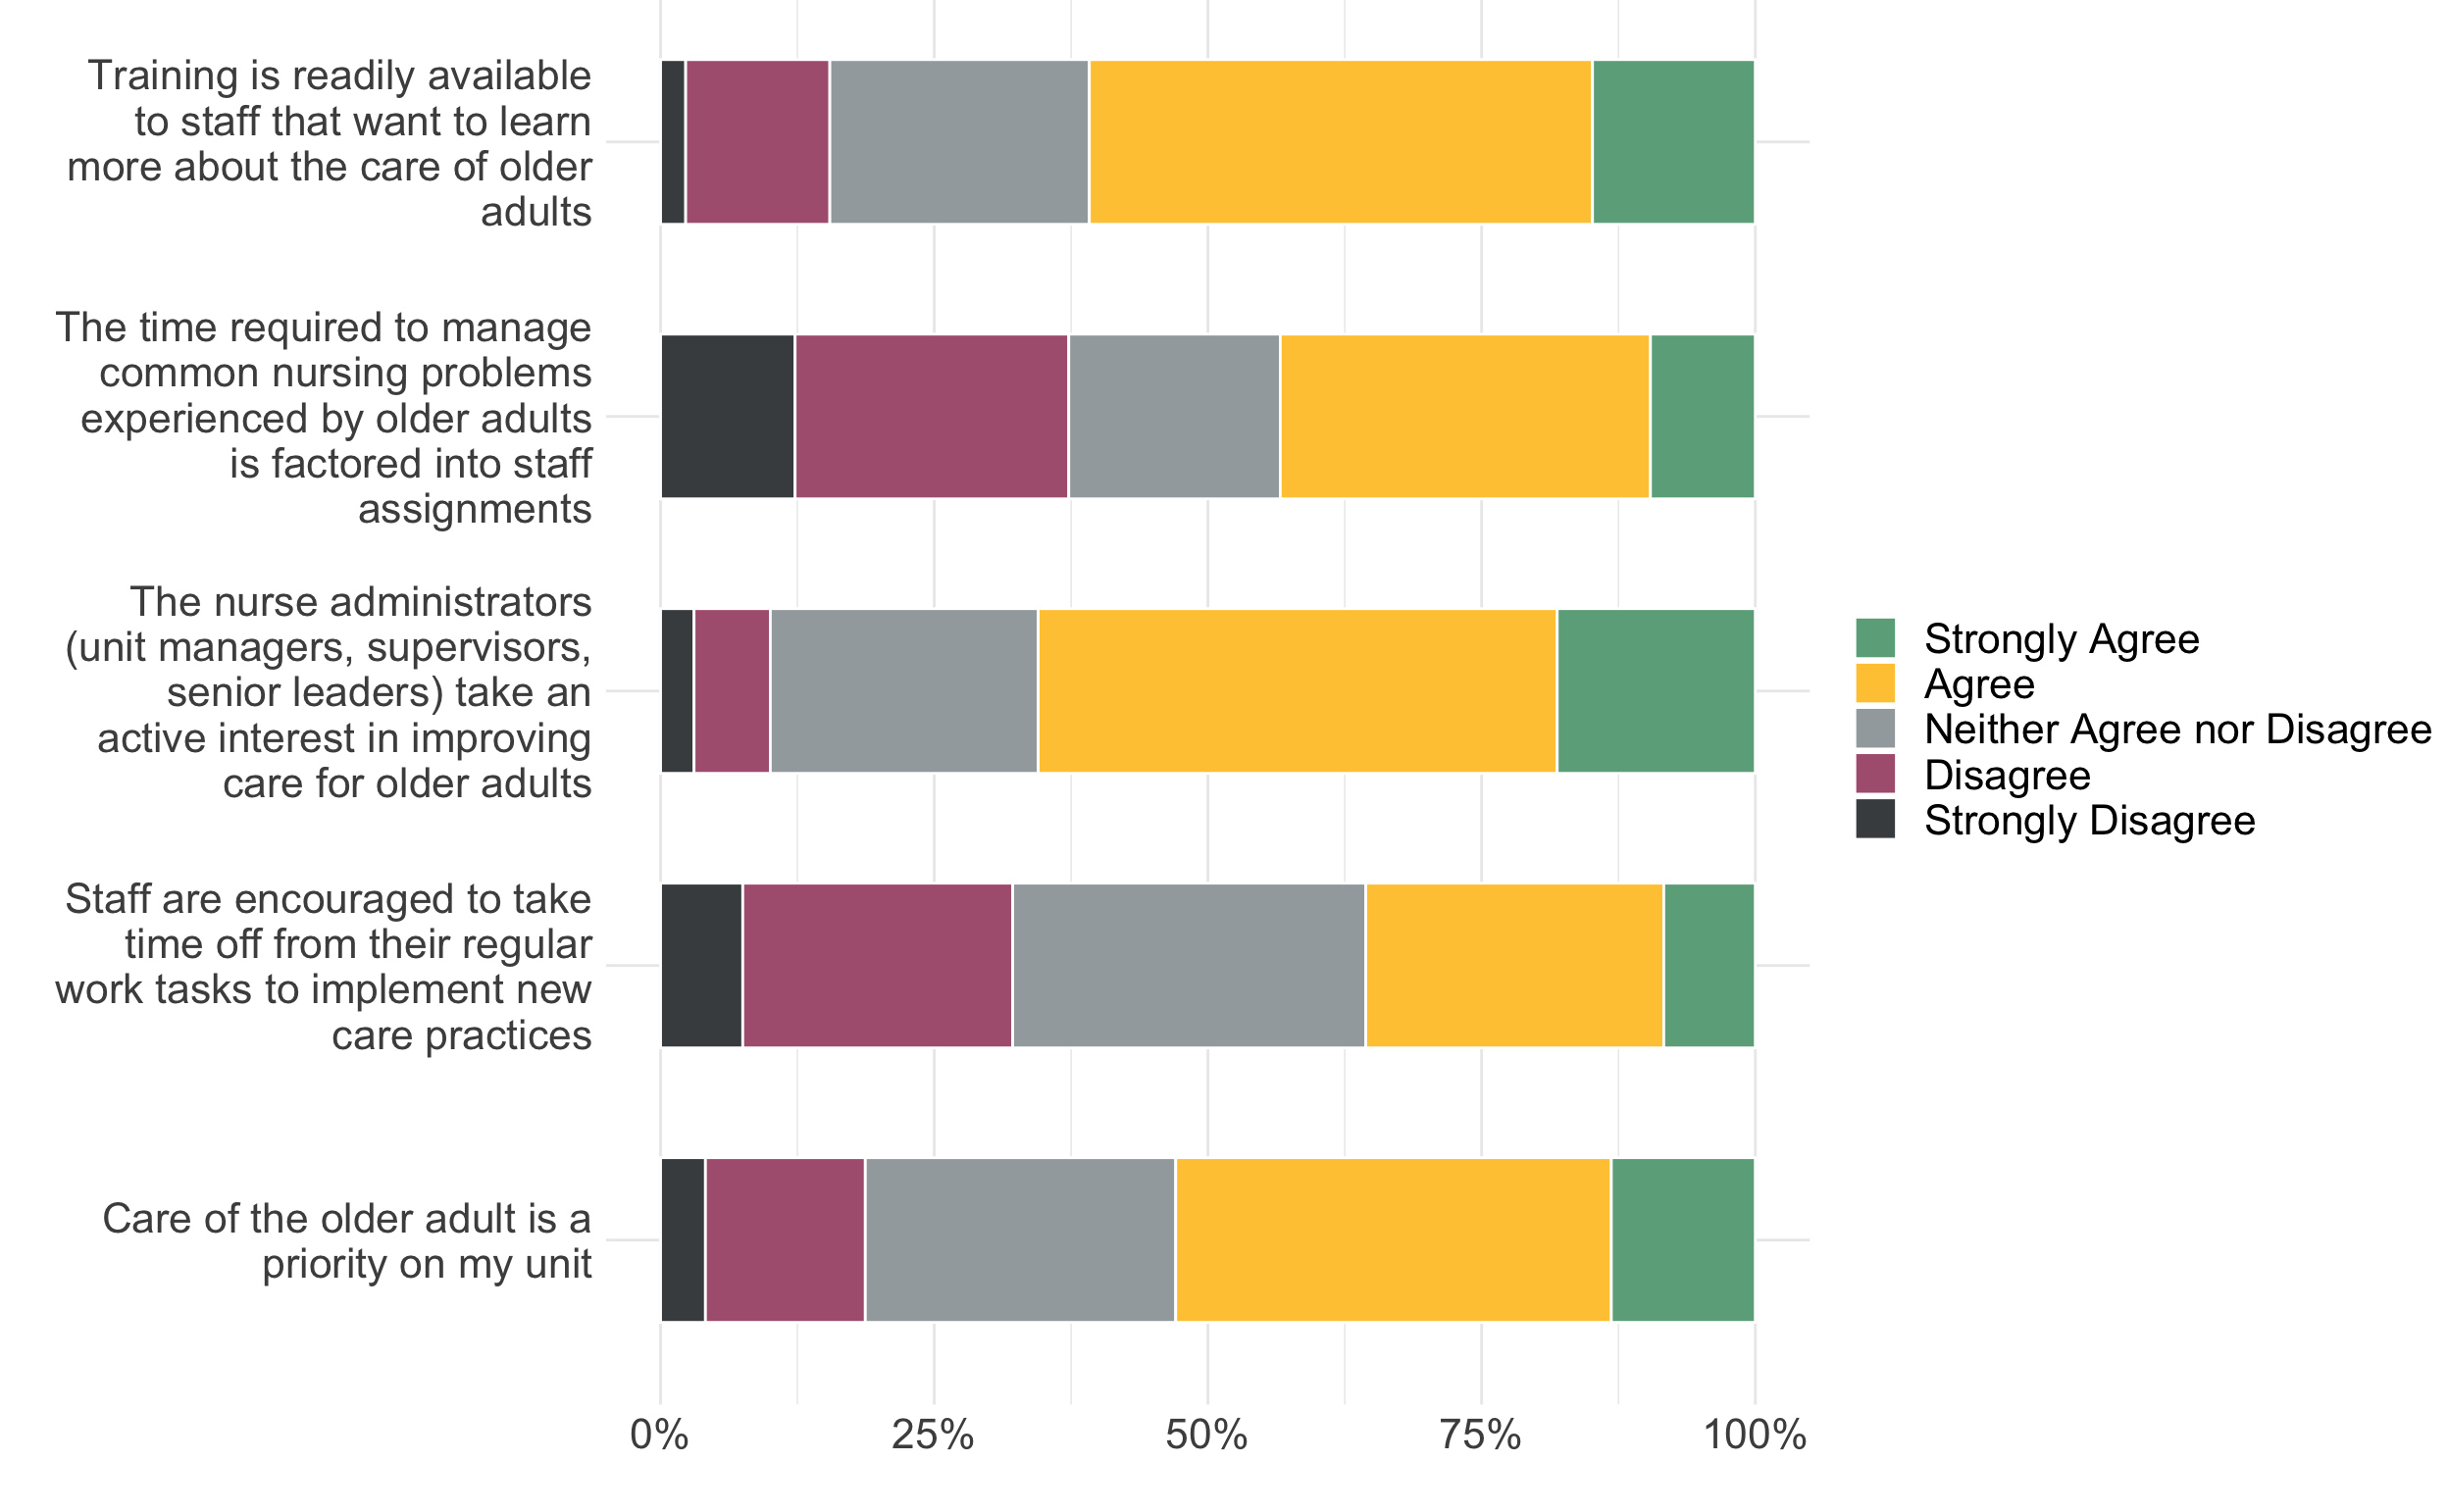 Training is readily available
to staff that want to learn
more about the care of older
adults
The time required to manage
common nursing problems
experienced by older adults
is factored into staff
assignments
The nurse administrators
(unit managers, supervisors,
senior leaders) take an
active interest in improving
care for older adults
Staff are encouraged to take
time off from their regular
work tasks to implement new
care practices
Care of the older adult is a
priority on my unit
0%
25%
50%
75%
100%
Strongly Agree
Agree
Neither Agree nor Disagree
Disagree
Strongly Disagree